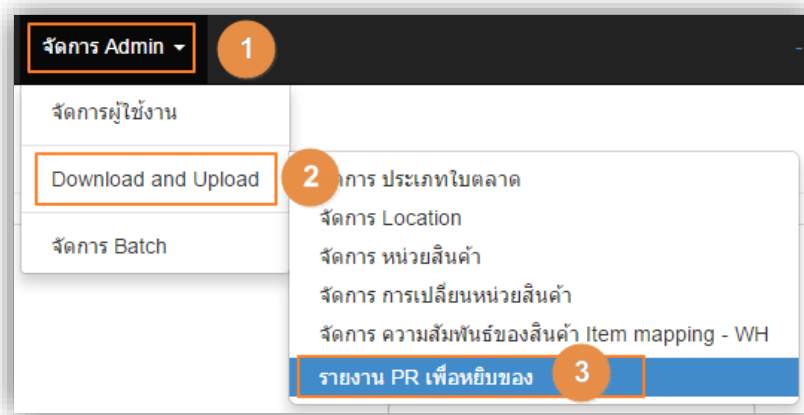 จัดการ Admin
1
จัดการผู้ใช้งาน
Download and Upload
2
การ ประเภทใบตลาด
จัดการ Location
จัดการ หน่วยสินค้า
จัดการ การเปลี่ยนหน่วยสินค้า
จัดการ Batch
จัดการ ความสัมพันธ์ของสินค้า Item mapping - WH
รายงาน PR เพื่อหยิบของ
3